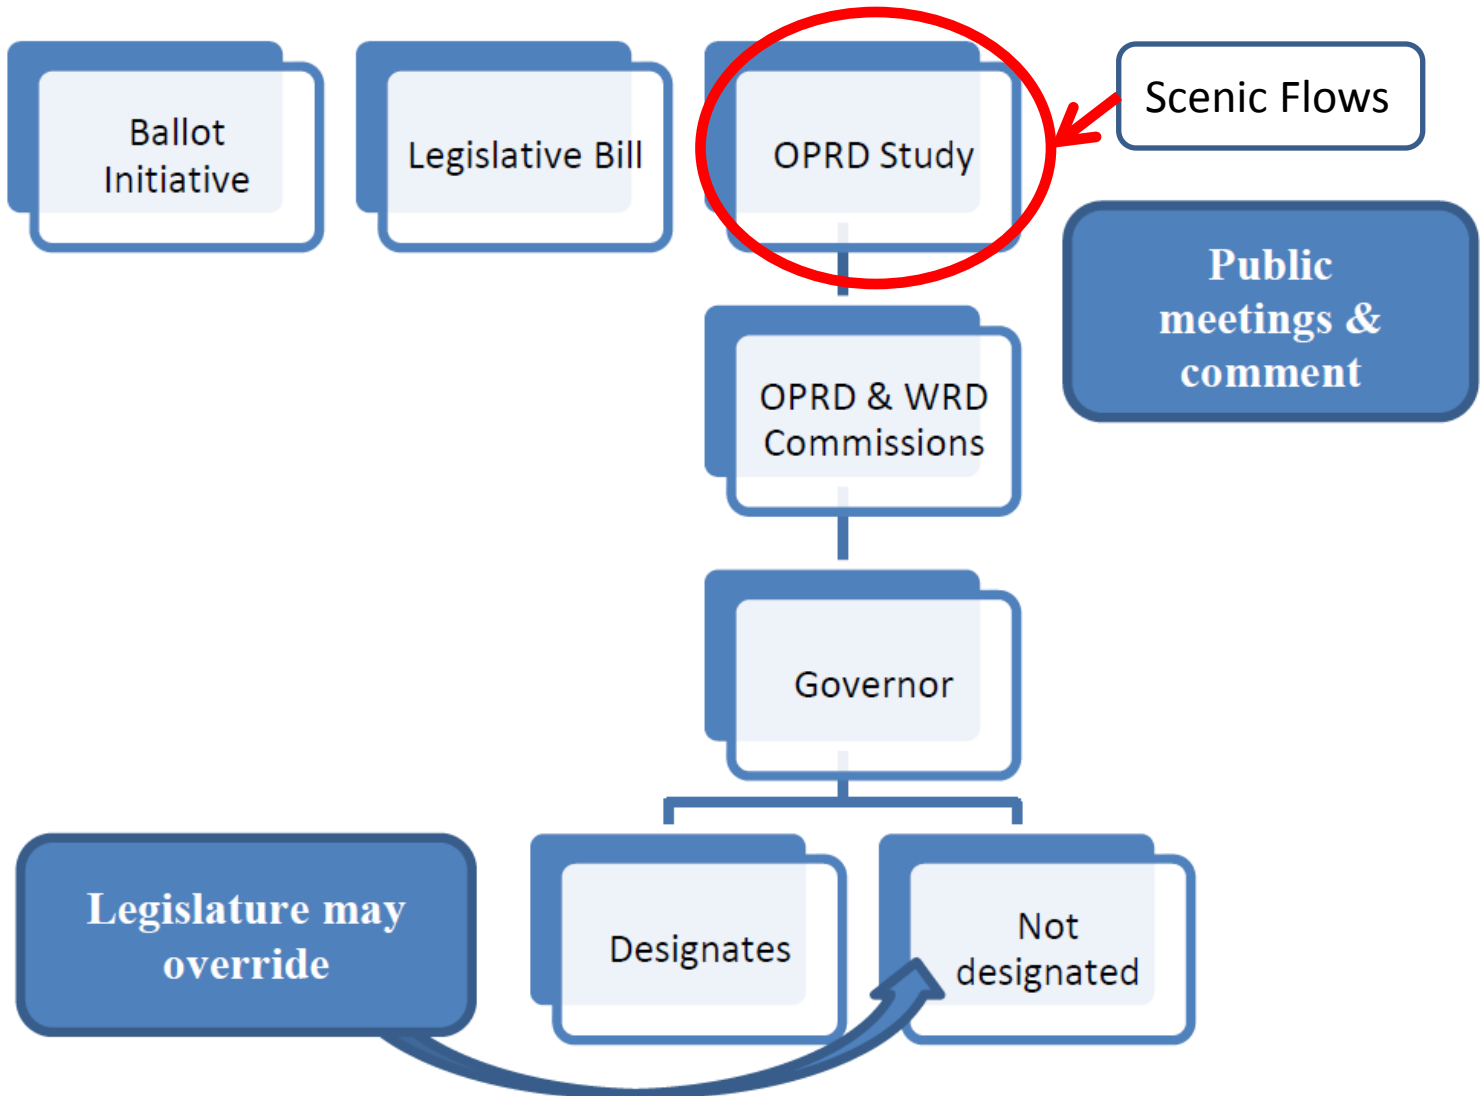 Ballot
Initiative
Legislative Bill
OPRD Study
Scenic Flows
Public
meetings &
comment
OPRD & WRD
Commissions
Governor
Legislature may
override
Designates
Not
designated